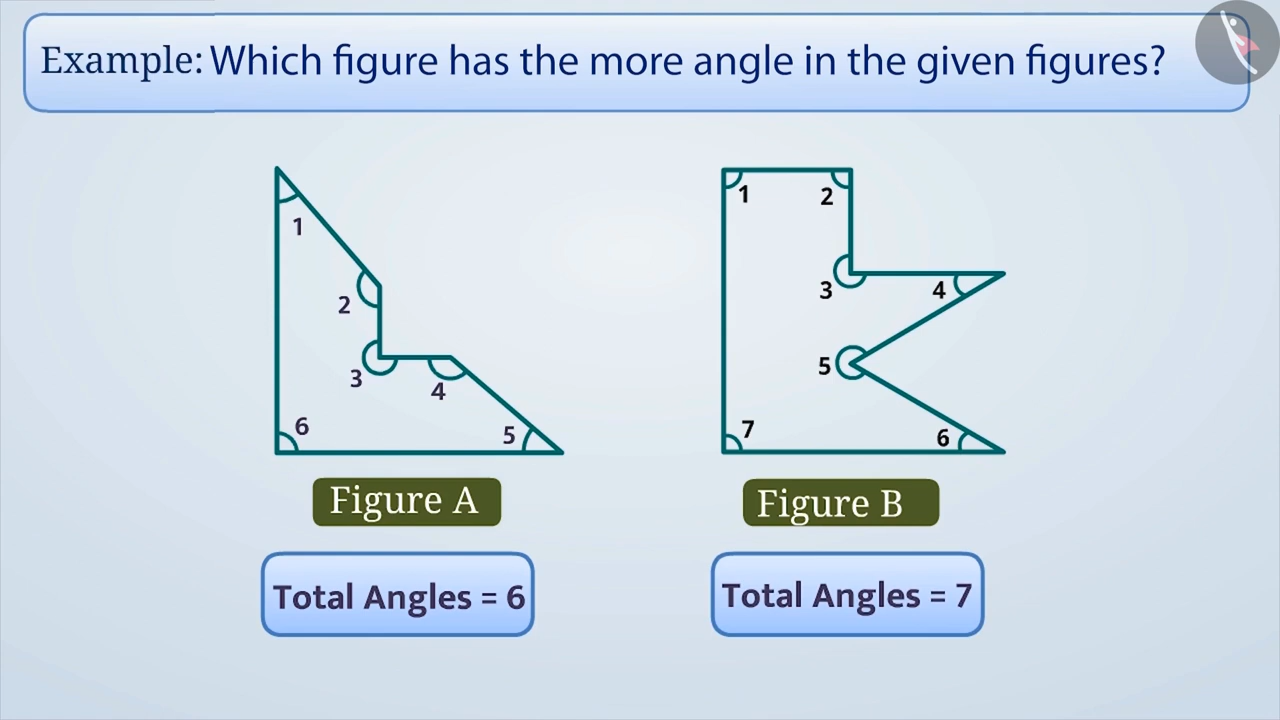 Example: Which figure has the more angle in the given figures?
1
2
3
4
5
6
Figure A
Total Angles = 6
1
2
3
4
5
6
7
Figure B
Total Angles = 7